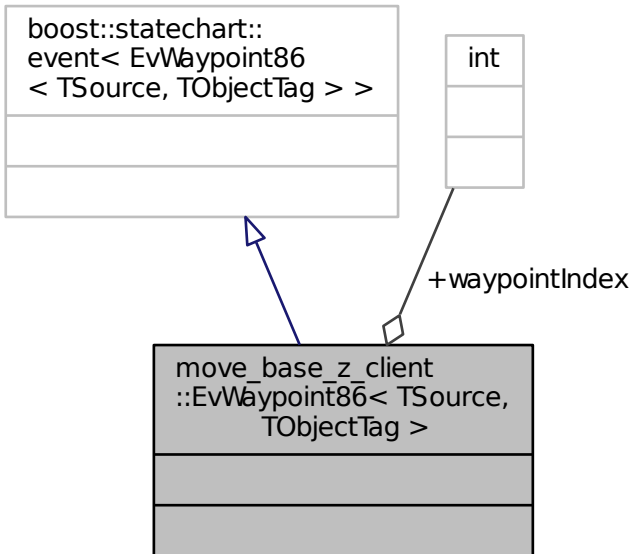 boost::statechart::
event< EvWaypoint86
< TSource, TObjectTag > >
int
+waypointIndex
move_base_z_client
::EvWaypoint86< TSource,
TObjectTag >